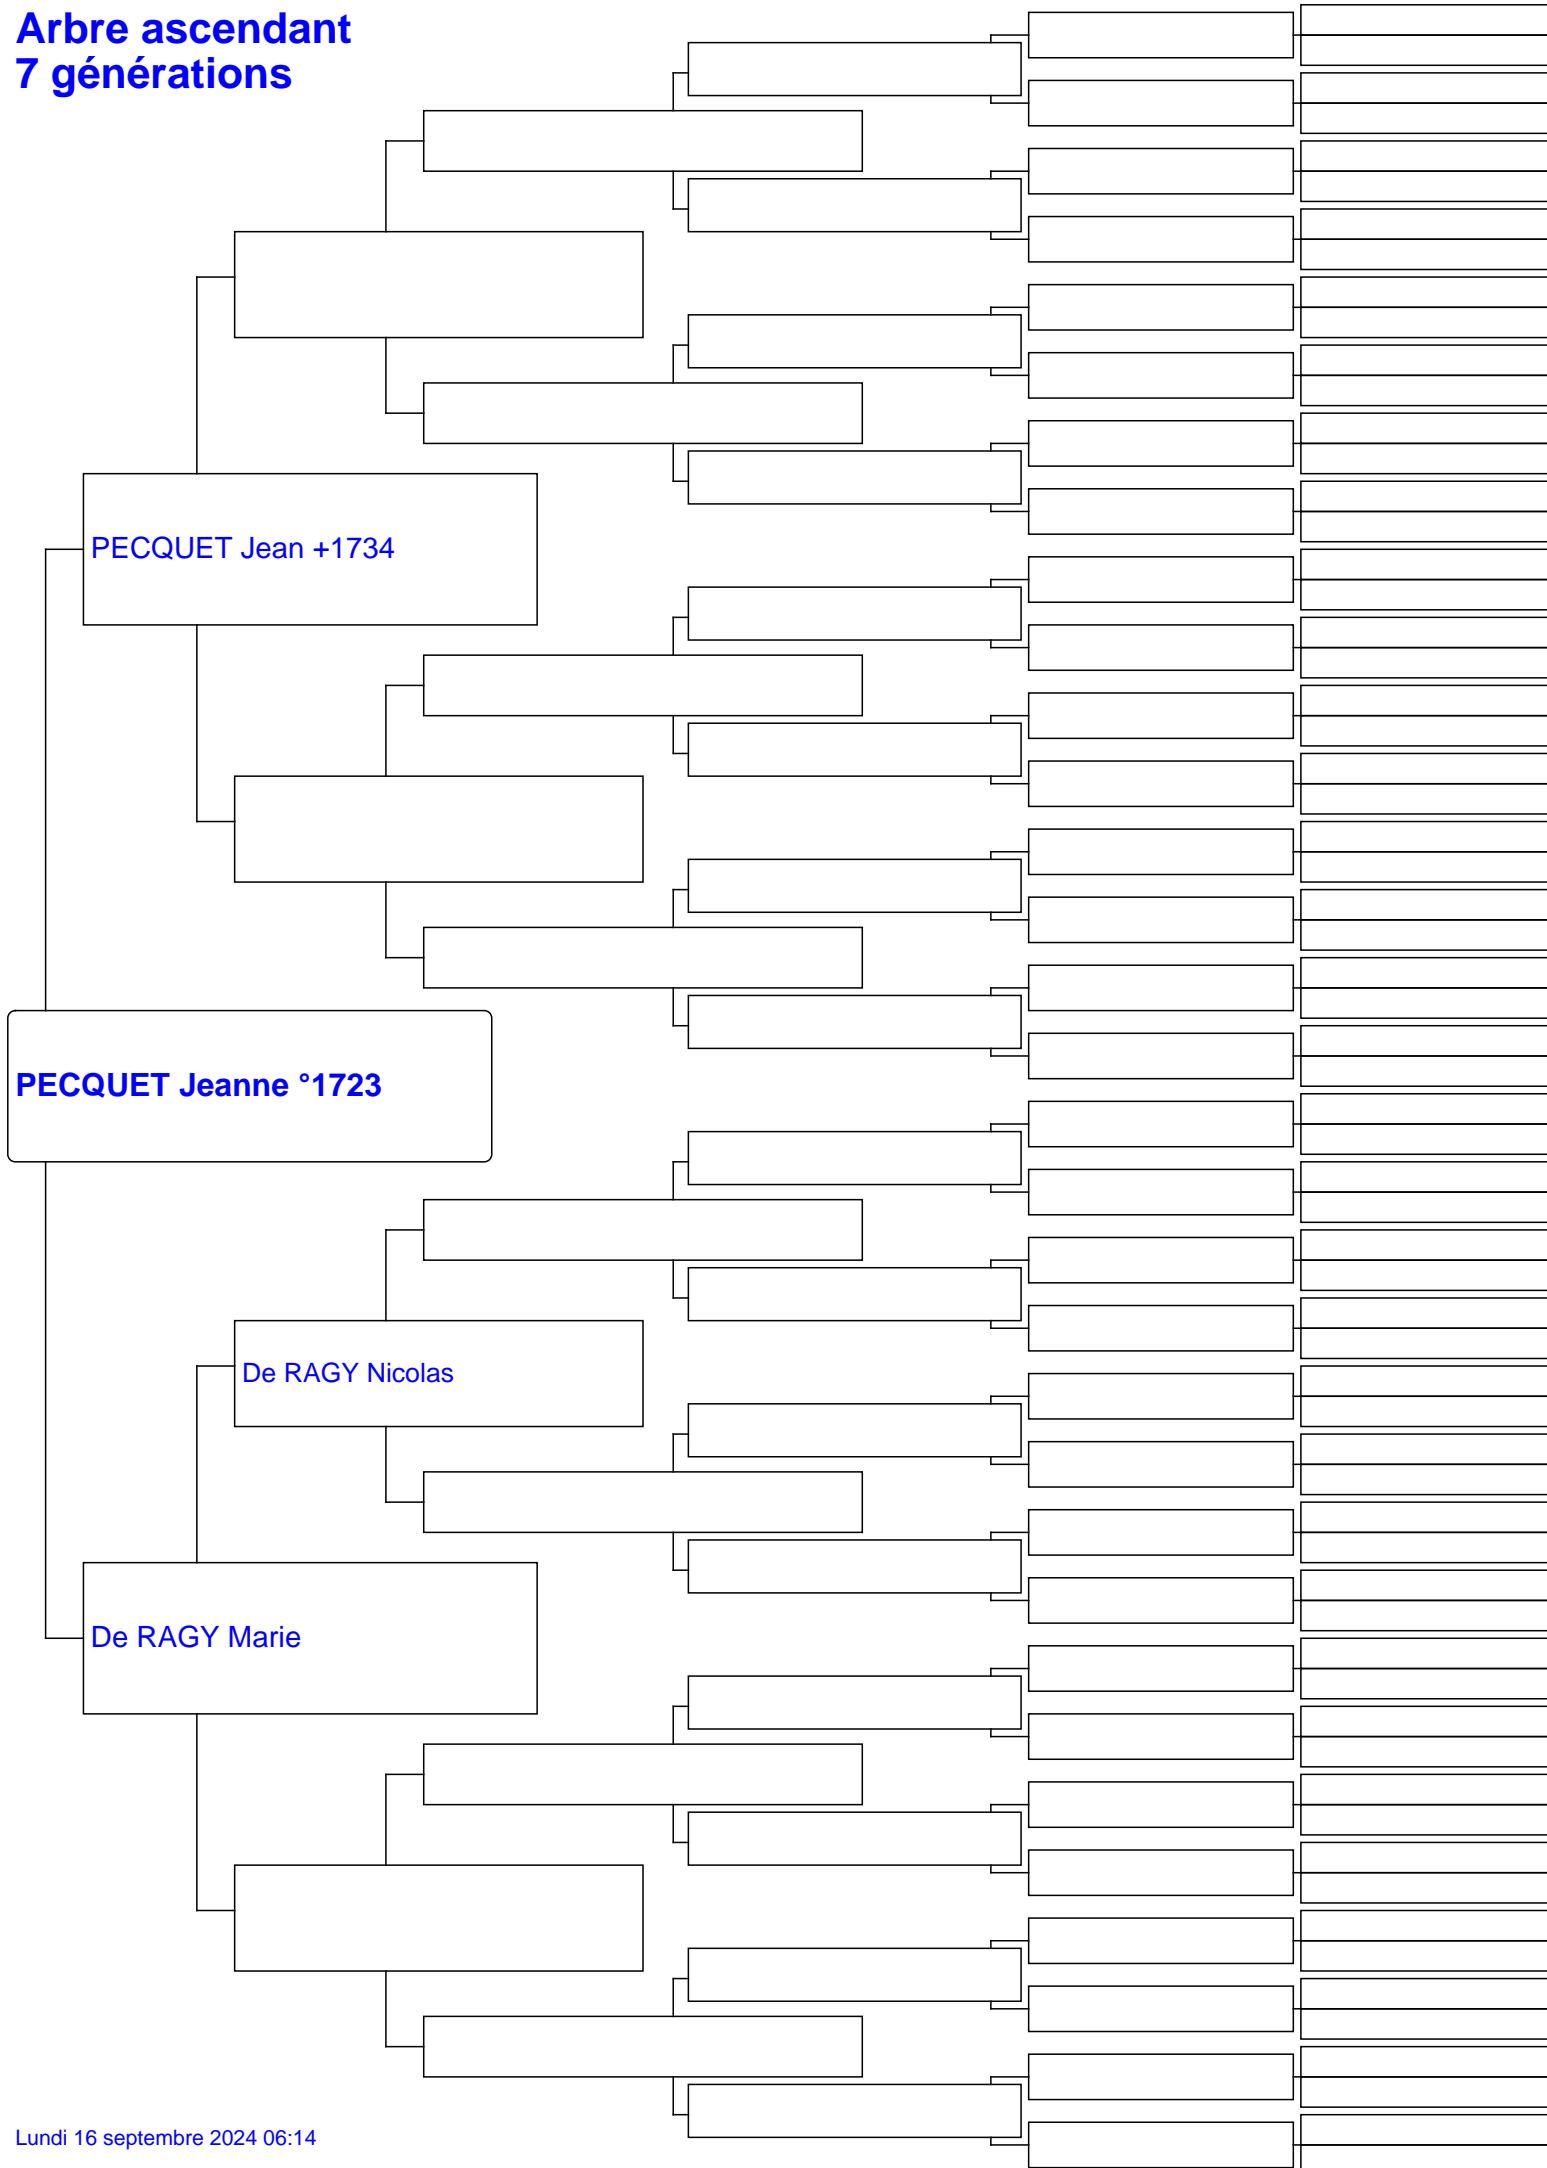 Arbre ascendant
7 générations
PECQUET Jean +1734
PECQUET Jeanne °1723
De RAGY Nicolas
De RAGY Marie
Lundi 16 septembre 2024 06:14